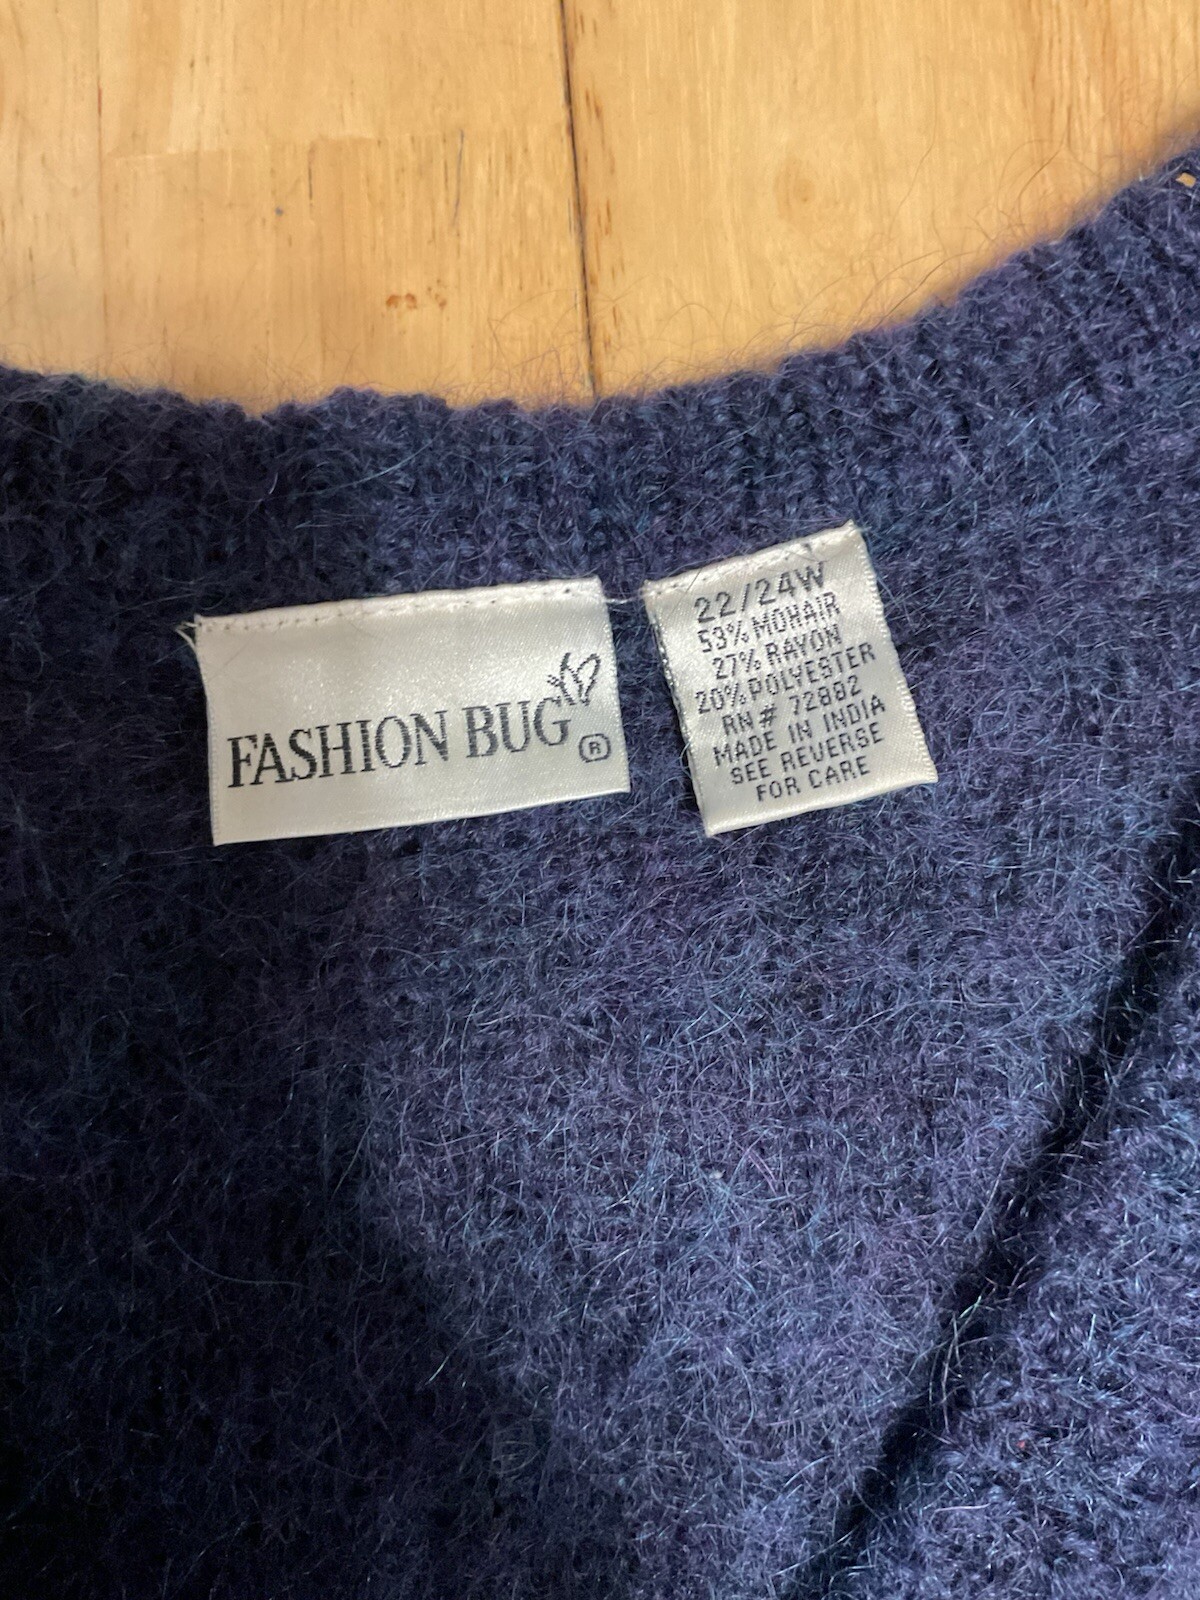 FASHION BUG ®
22/24W
53% MOHAIR
27% RAYON
20% POLYESTER
RN # 72882
MADE IN INDIA
SEE REVERSE
FOR CARE